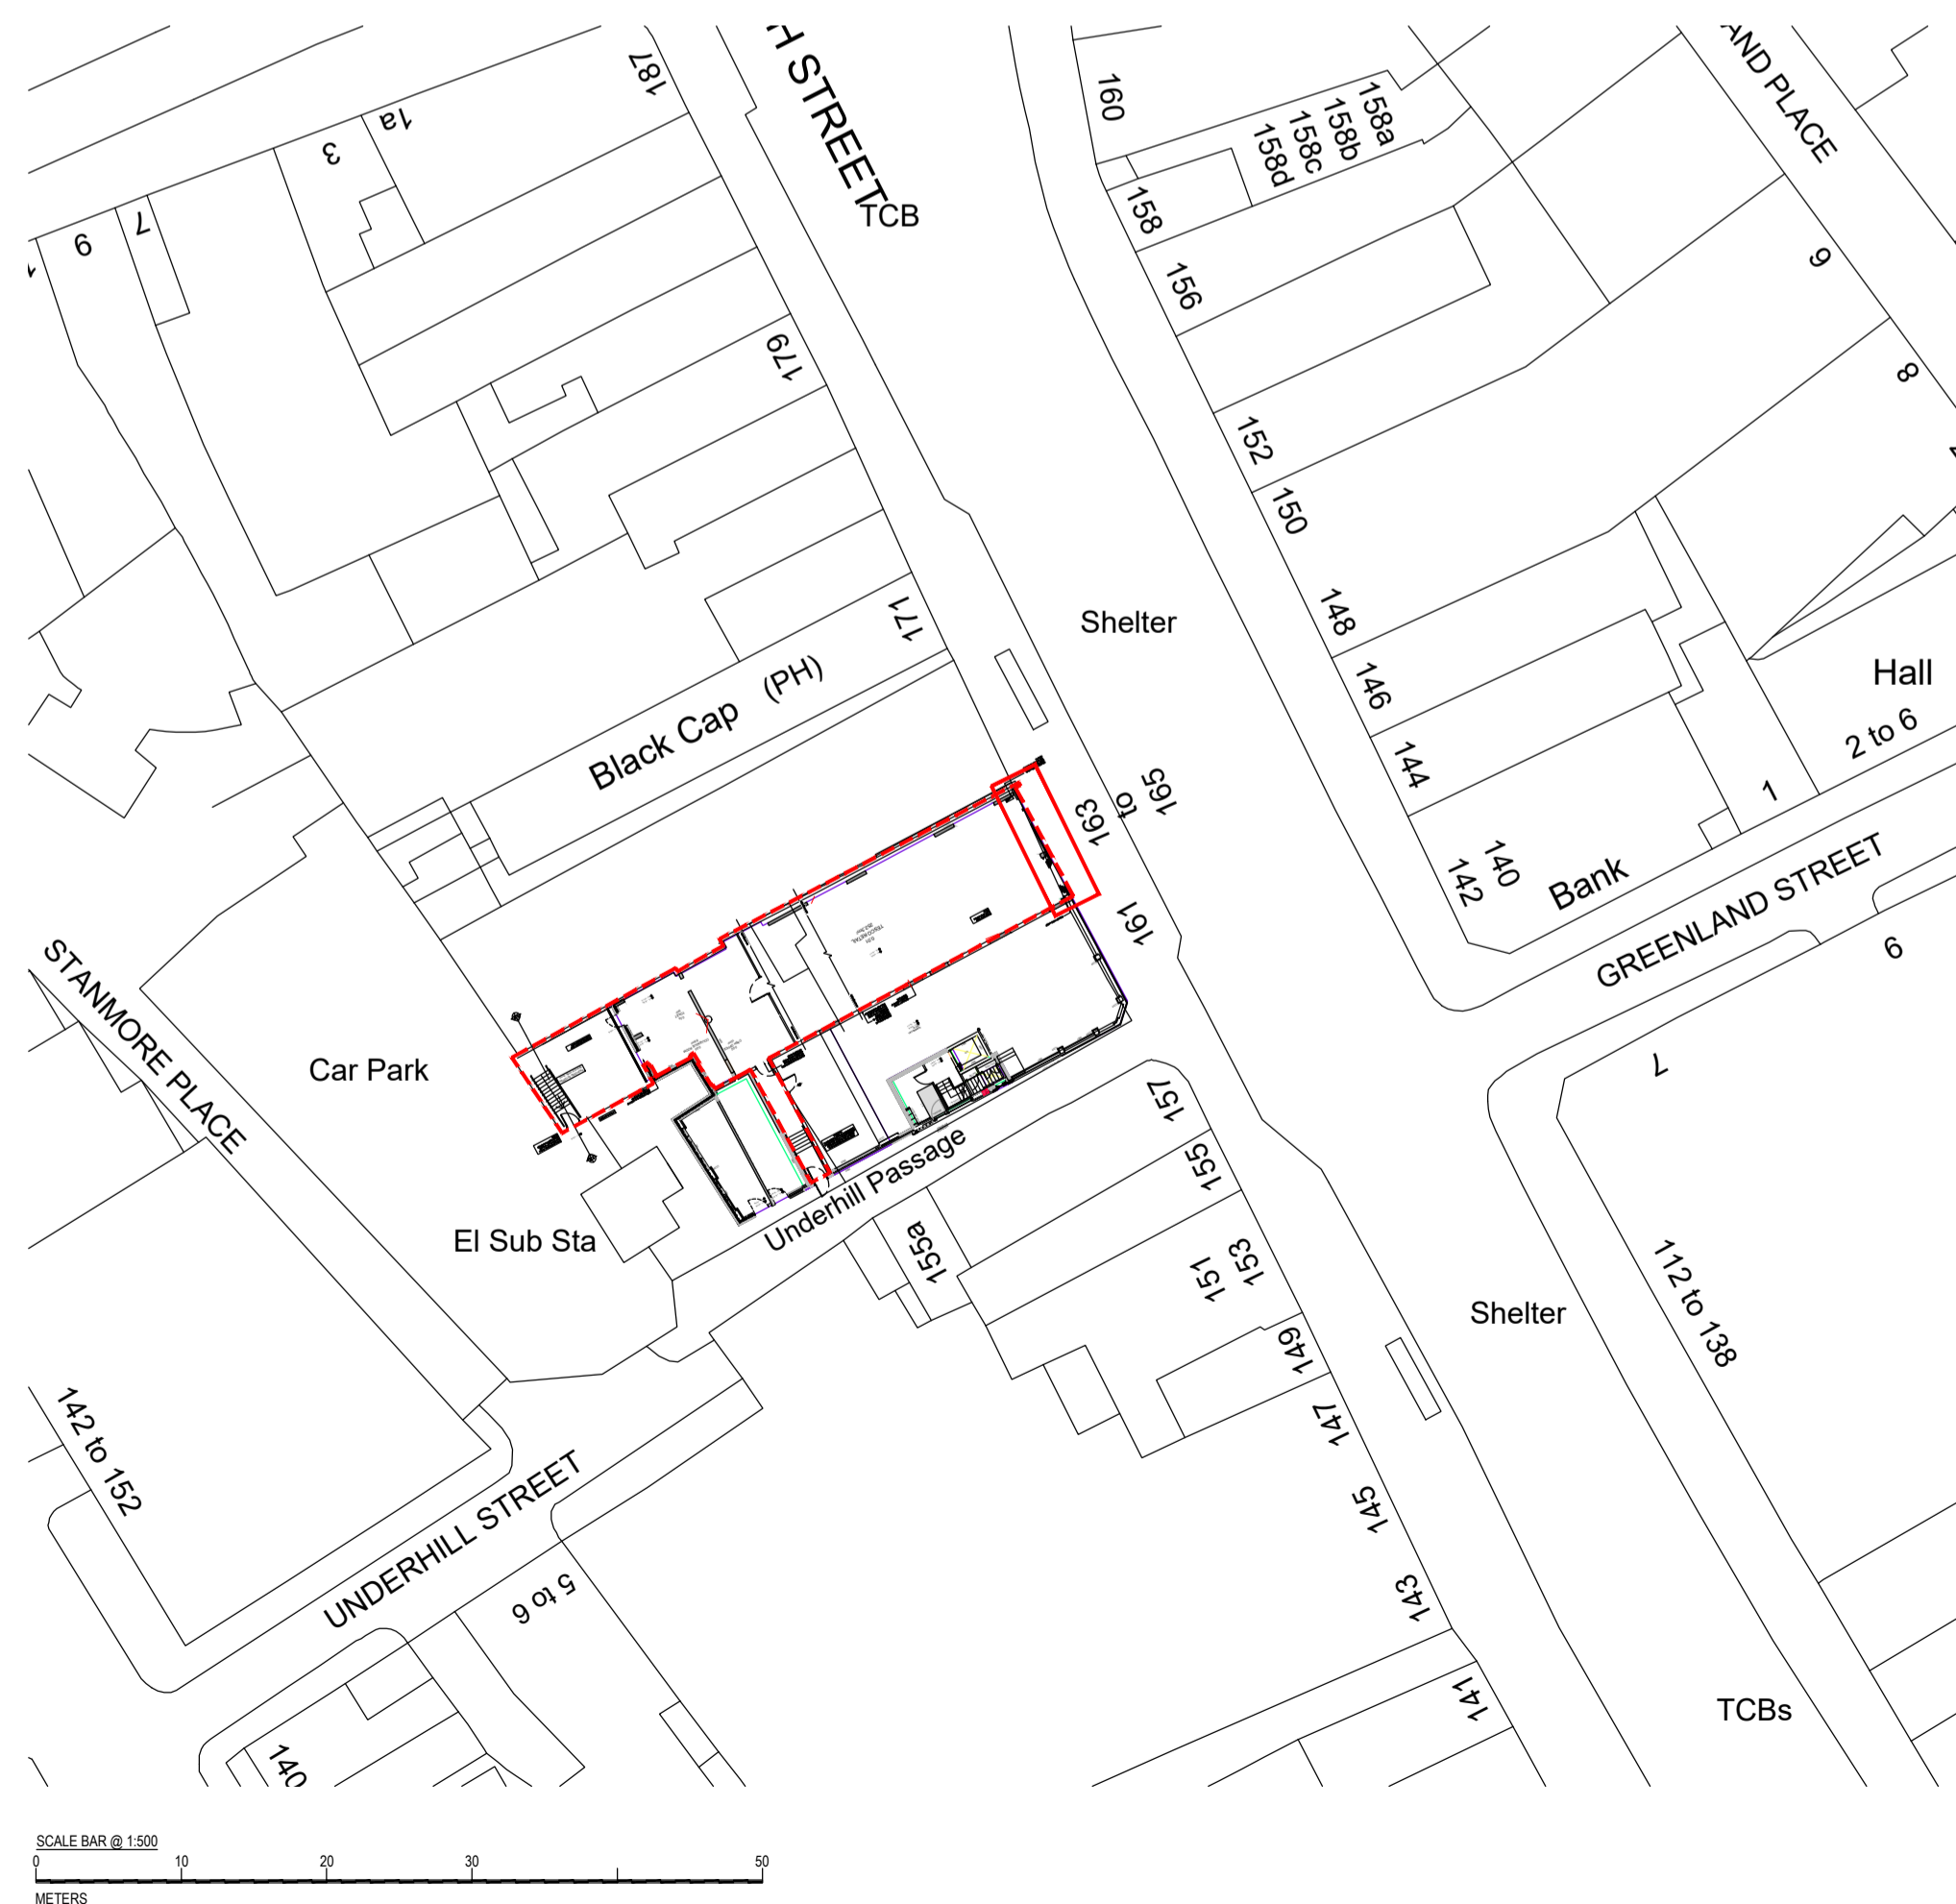 187
H STREET
AND PLACE
160
158a
158b
158c
158d
1a
3
7
9
TCB
158
156
9
179
8
152
150
171
Shelter
148
Black Cap (PH)
146
Hall
2 to 6
144
1
165
to
163
142
140
Bank
GREENLAND STREET
161
6
STANMORE PLACE
Car Park
7
157
Underhill Passage
155
El Sub Sta
155a
153
151
112 to 138
Shelter
149
142 to 152
147
UNDERHILL STREET
145
5 to 6
143
141
TCBs
140
SCALE BAR @ 1:500
0 10 20 30 50
METERS